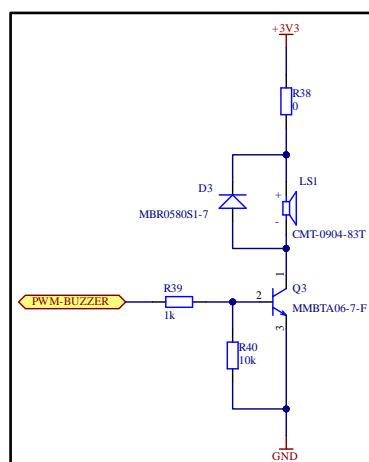 +3V3
R38
0
D3
LS1
MBR0580S1-7
+
-
CMT-0904-83T
1
Q3
R39
2
MMBTA06-7-F
PWM-BUZZER
1k
3
R40
10k
GND